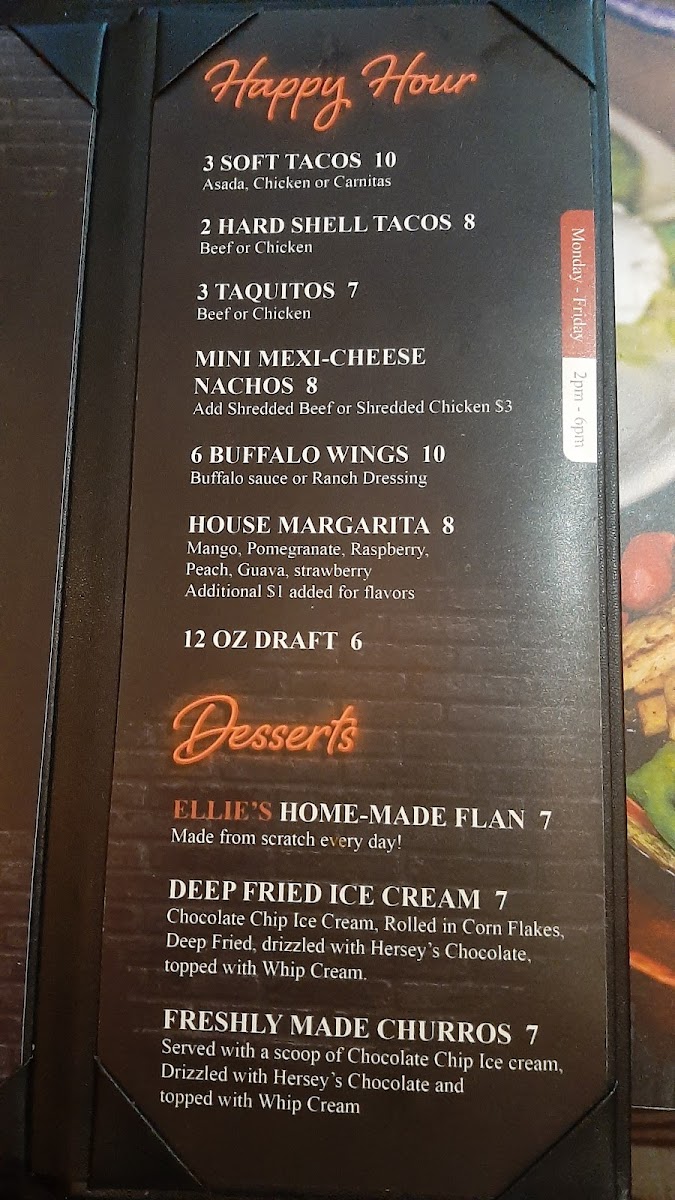 Happy Hour
3 SOFT TACOS 10
Asada, Chicken or Carnitas
2 HARD SHELL TACOS 8
Beef or Chicken
3 TAQUITOS 7
Beef or Chicken
MINI MEXI-CHEESE
NACHOS 8
Add Shredded Beef or Shredded Chicken $3
6 BUFFALO WINGS 10
Buffalo sauce or Ranch Dressing
HOUSE MARGARITA 8
Mango, Pomegranate, Raspberry,
Peach, Guava, strawberry
Additional $1 added for flavors
12 OZ DRAFT 6
Monday - Friday 2pm - 6pm
Desserts
ELLIE'S HOME-MADE FLAN 7
Made from scratch every day!
DEEP FRIED ICE CREAM 7
Chocolate Chip Ice Cream, Rolled in Corn Flakes,
Deep Fried, drizzled with Hersey's Chocolate,
topped with Whip Cream.
FRESHLY MADE CHURROS 7
Served with a scoop of Chocolate Chip Ice cream,
Drizzled with Hersey's Chocolate and
topped with Whip Cream